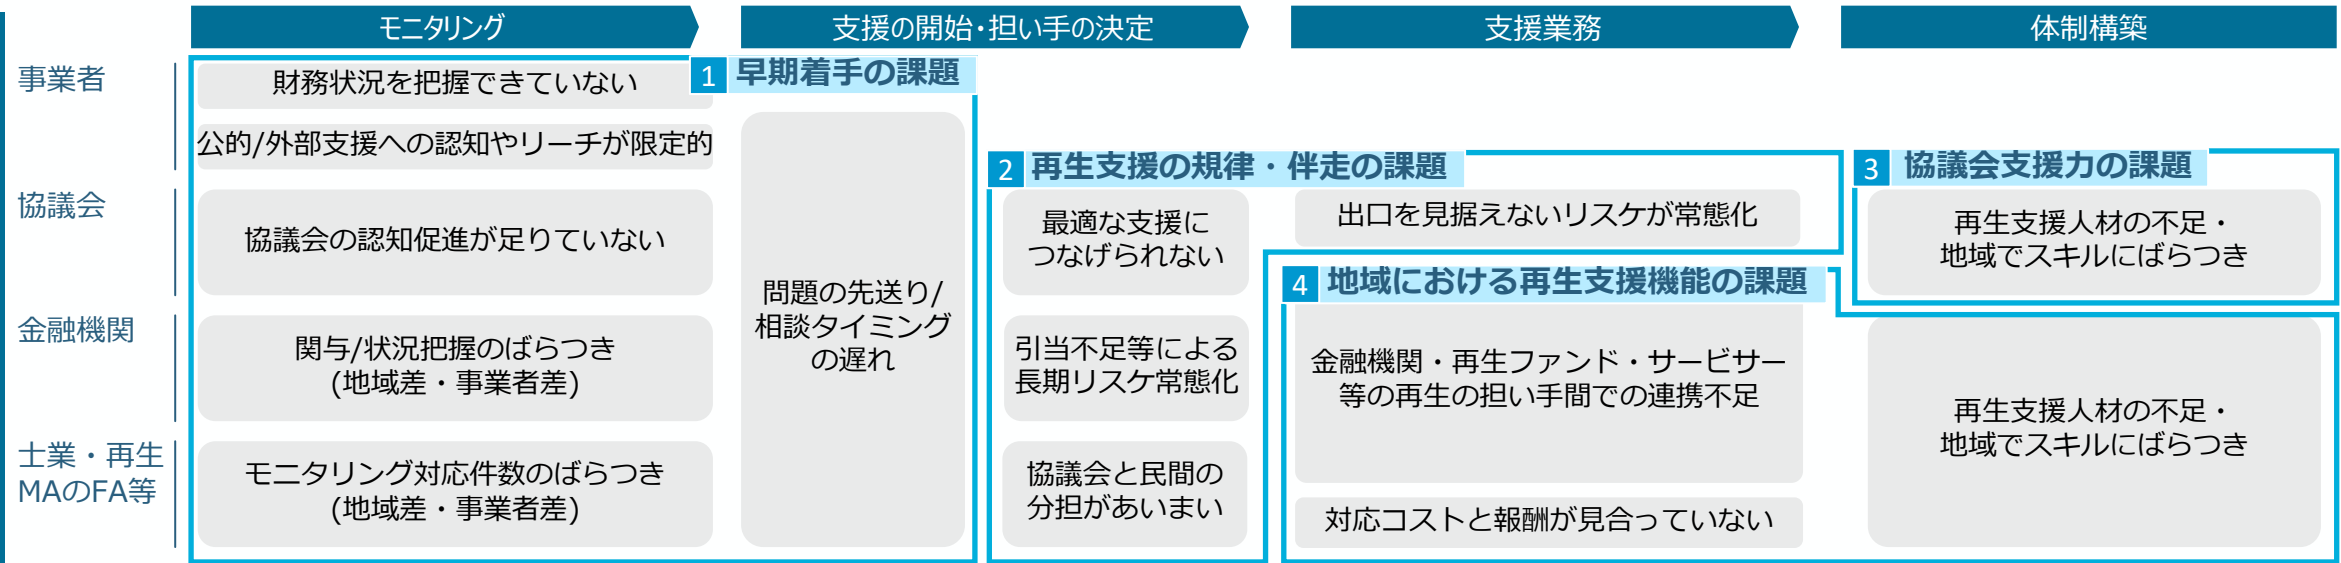 モニタリング
支援の開始・担い手の決定
支援業務
体制構築
事業者
財務状況を把握できていない
公的/外部支援への認知やリーチが限定的
1 早期着手の課題
協議会
協議会の認知促進が足りていない
金融機関
関与/状況把握のばらつき
(地域差・事業者差)
士業・再生
MAのFA等
モニタリング対応件数のばらつき
(地域差・事業者差)
問題の先送り/
相談タイミング
の遅れ
2 再生支援の規律・伴走の課題
最適な支援に
つなげられない
引当不足等による
長期リスケ常態化
協議会と民間の
分担があいまい
出口を見据えないリスケが常態化
3 協議会支援力の課題
再生支援人材の不足・
地域でスキルにばらつき
4 地域における再生支援機能の課題
金融機関・再生ファンド・サービサー
等の再生の担い手間での連携不足
対応コストと報酬が見合っていない
再生支援人材の不足・
地域でスキルにばらつき